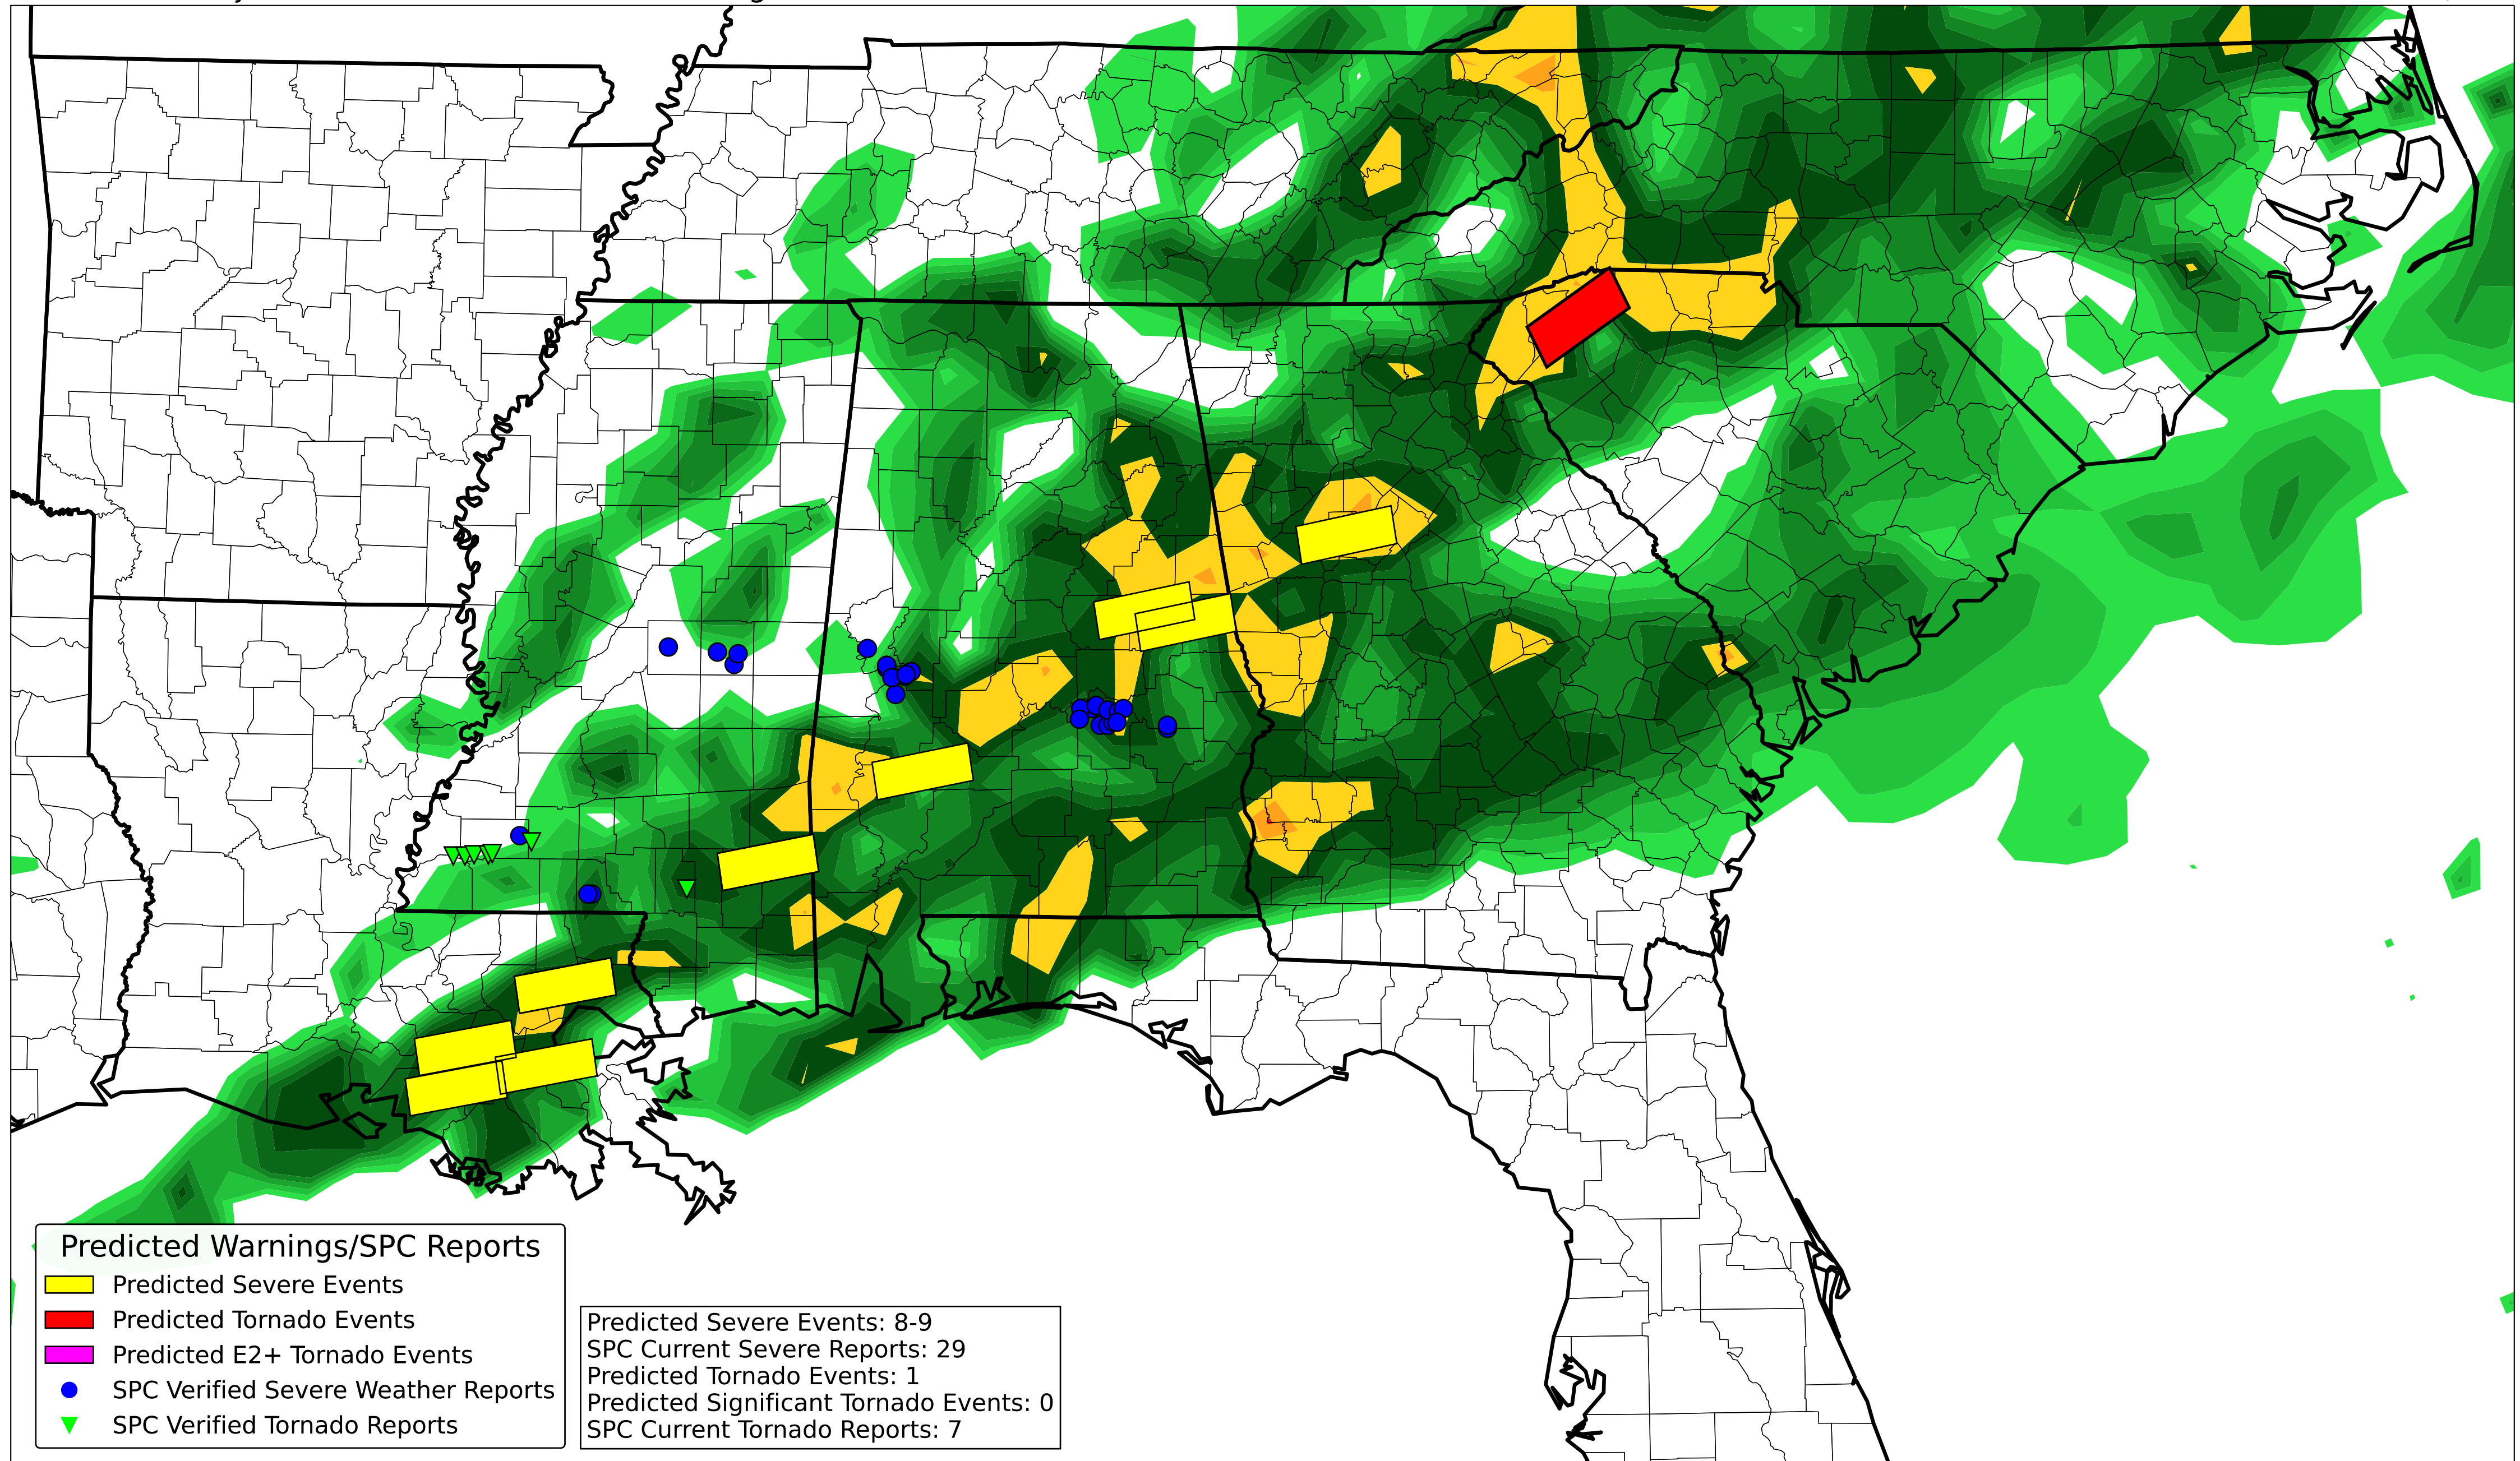 Predicted Warnings/SPC Reports
Predicted Severe Events
Predicted Tornado Events
Predicted E2+ Tornado Events
SPC Verified Severe Weather Reports
SPC Verified Tornado Reports
Predicted Severe Events: 8-9
SPC Current Severe Reports: 29
Predicted Tornado Events: 1
Predicted Significant Tornado Events: 0
SPC Current Tornado Reports: 7